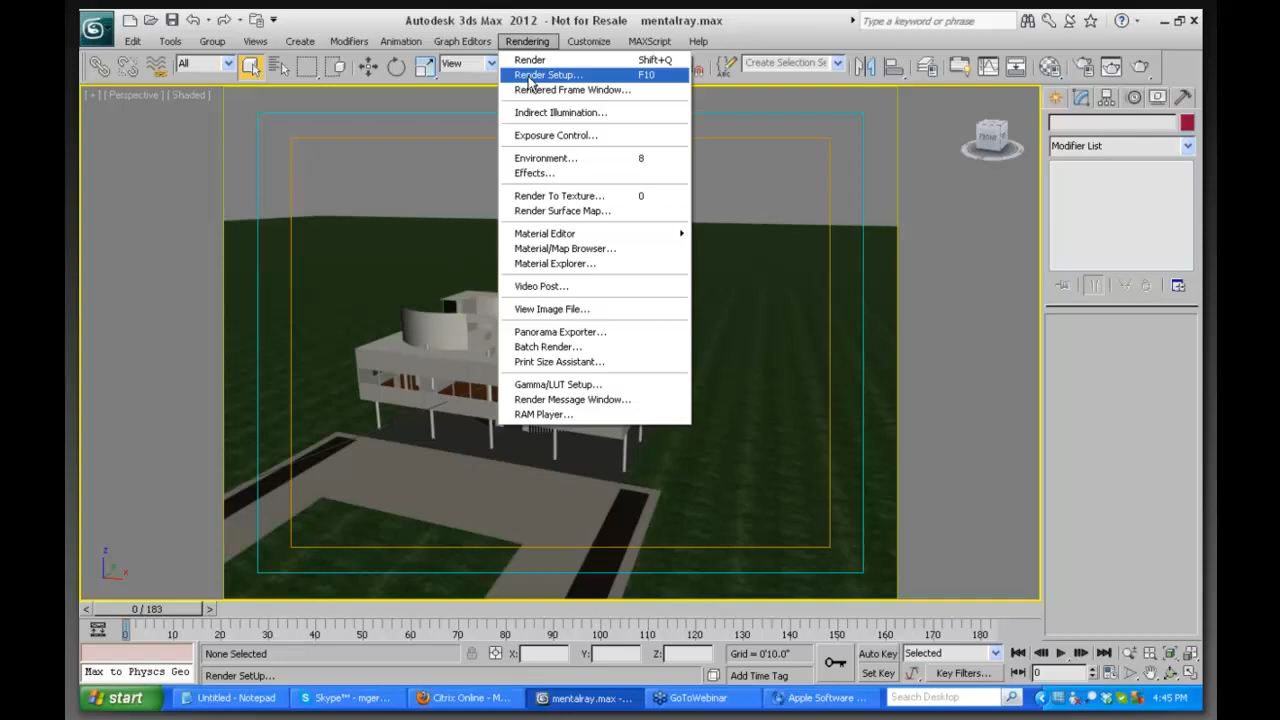 Autodesk 3ds Max 2012 - Not for Resale mentalray.max
Type a keyword or phrase
Edit Tools Group Views Create Modifiers Animation Graph Editors Rendering Customize MAXScript Help
All
View
Create Selection Se
[ + ] [ Perspective ] [ Shaded ]
Render Shift+Q
Render Setup... F10
Rendered Frame Window...
Indirect Illumination...
Exposure Control...
Environment... 8
Effects...
Render To Texture... 0
Render Surface Map...
Material Editor
Material/Map Browser...
Material Explorer...
Video Post...
View Image File...
Panorama Exporter...
Batch Render...
Print Size Assistant...
Gamma/LUT Setup...
Render Message Window...
RAM Player...
FRONT
Modifier List
z
x
< 0 / 183 >
0 10 20 30 40 50 60 70 80 90 100 110 120 130 140 150 160 170 180
None Selected X: Y: Z: Grid = 0'10.0" Auto Key Selected
Max to Physcs Geo Render SetUp... Add Time Tag Set Key Key Filters... 0
start Untitled - Notepad Skype™ - mger... Citrix Online - M... mentalray.max -... GoToWebinar Apple Software ... Search Desktop 4:45 PM